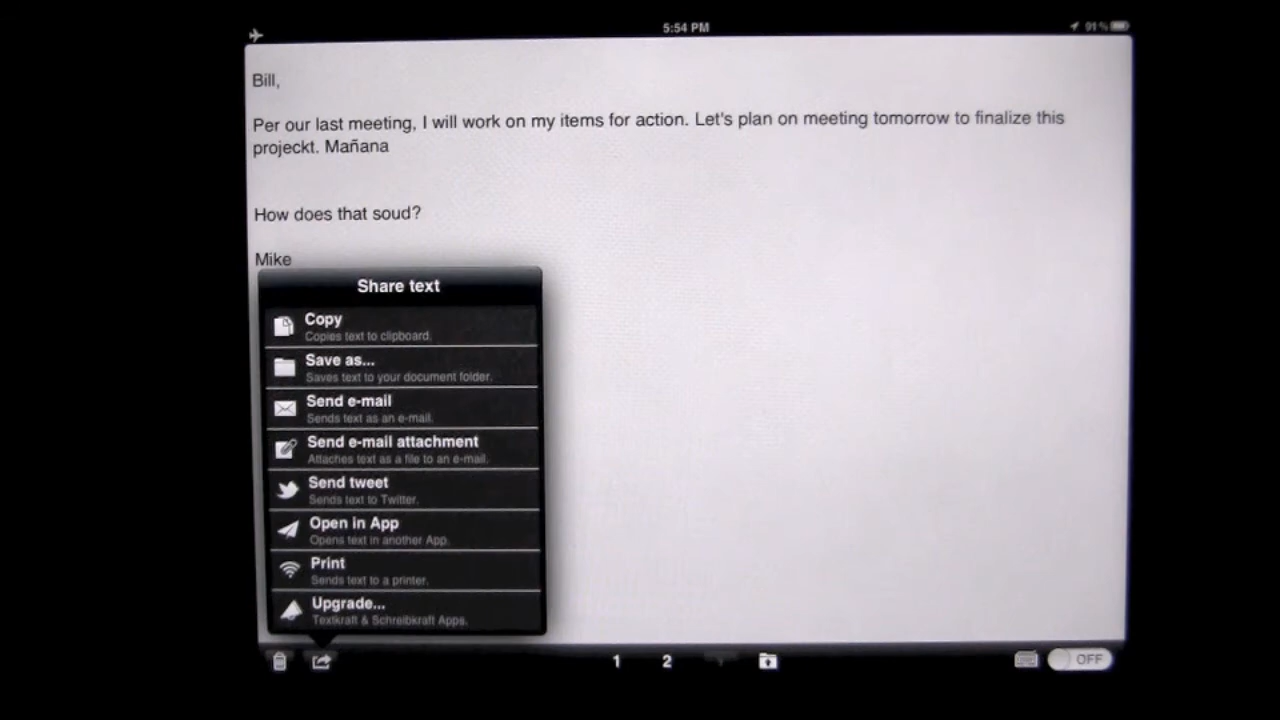 5:54 PM
91%
Bill,
Per our last meeting, I will work on my items for action. Let's plan on meeting tomorrow to finalize this
projeckt. Mañana
How does that soud?
Mike
Share text
Copy
Copies text to clipboard.
Save as...
Saves text to your document folder.
Send e-mail
Sends text as an e-mail.
Send e-mail attachment
Attaches text as a file to an e-mail.
Send tweet
Sends text to Twitter.
Open in App
Opens text in another App.
Print
Sends text to a printer.
Upgrade...
Textkraft & Schreibkraft Apps.
1 2
OFF